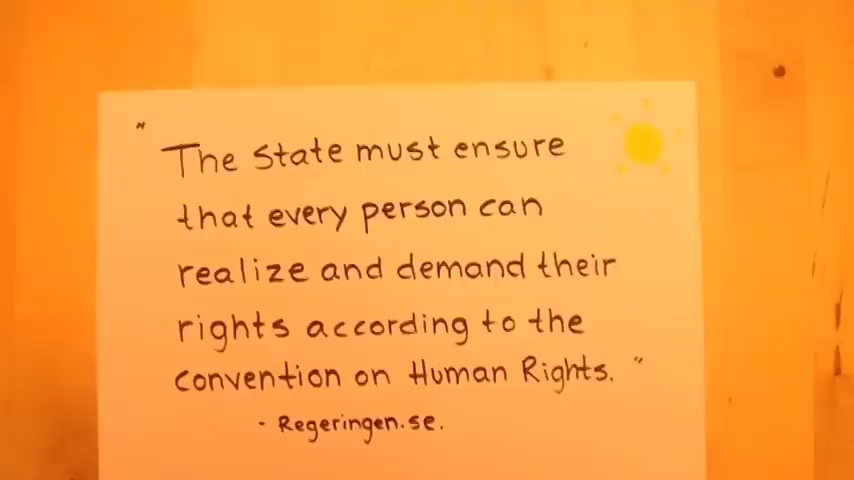 "The State must ensure
that every person can
realize and demand their
rights according to the
convention on Human Rights."
- Regeringen.se.